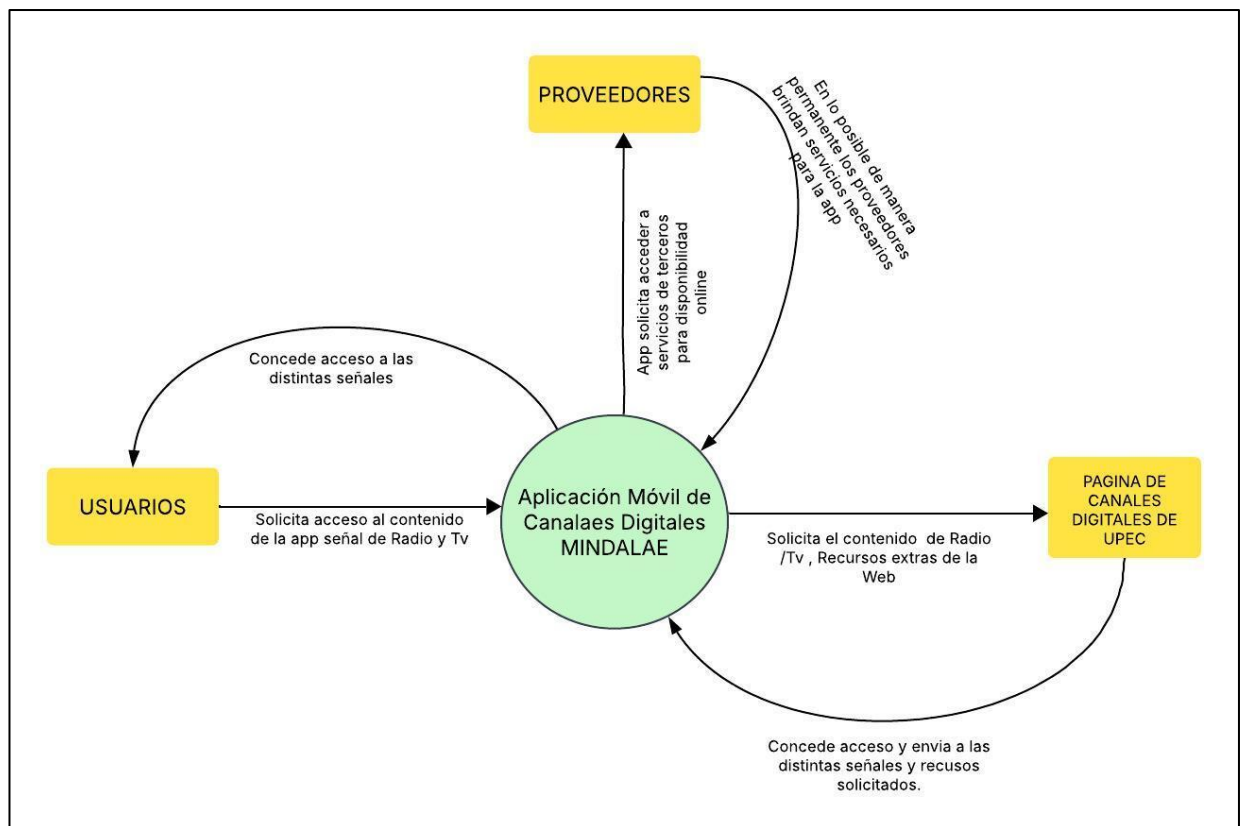 PROVEEDORES
En lo posible de manera
permanente los proveedores
brindan servicios necesarios
para la app
App solicita acceder a
servicios de terceros
para disponibilidad
online
Concede acceso a las
distintas señales
USUARIOS
Solicita acceso al contenido
de la app señal de Radio y Tv
Aplicación Móvil de
Canalaes Digitales
MINDALAE
Solicita el contenido de Radio
/Tv , Recursos extras de la
Web
PAGINA DE
CANALES
DIGITALES DE
UPEC
Concede acceso y envia a las
distintas señales y recusos
solicitados.